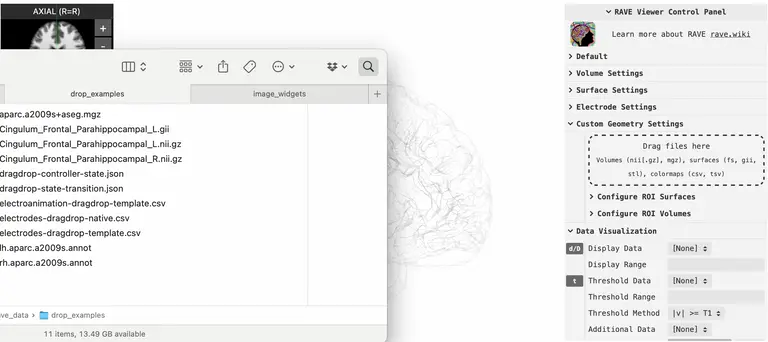 AXIAL (R=R)
+
-
drop_examples
image_widgets
+
aparc.a2009s+aseg.mgz
Cingulum_Frontal_Parahippocampal_L.gii
Cingulum_Frontal_Parahippocampal_L.nii.gz
Cingulum_Frontal_Parahippocampal_R.nii.gz
dragdrop-controller-state.json
dragdrop-state-transition.json
electroanimation-dragdrop-template.csv
electrodes-dragdrop-native.csv
electrodes-dragdrop-template.csv
lh.aparc.a2009s.annot
rh.aparc.a2009s.annot
ve_data › drop_examples
11 items, 13.49 GB available
RAVE Viewer Control Panel
Learn more about RAVE rave.wiki
Default
Volume Settings
Surface Settings
Electrode Settings
Custom Geometry Settings
Drag files here
Volumes (nii[.gz], mgz), surfaces (fs, gii,
stl), colormaps (csv, tsv)
Configure ROI Surfaces
Configure ROI Volumes
Data Visualization
d/D Display Data [None]
Display Range
t Threshold Data [None]
Threshold Range
Threshold Method |v| >= T1
Additional Data [None]